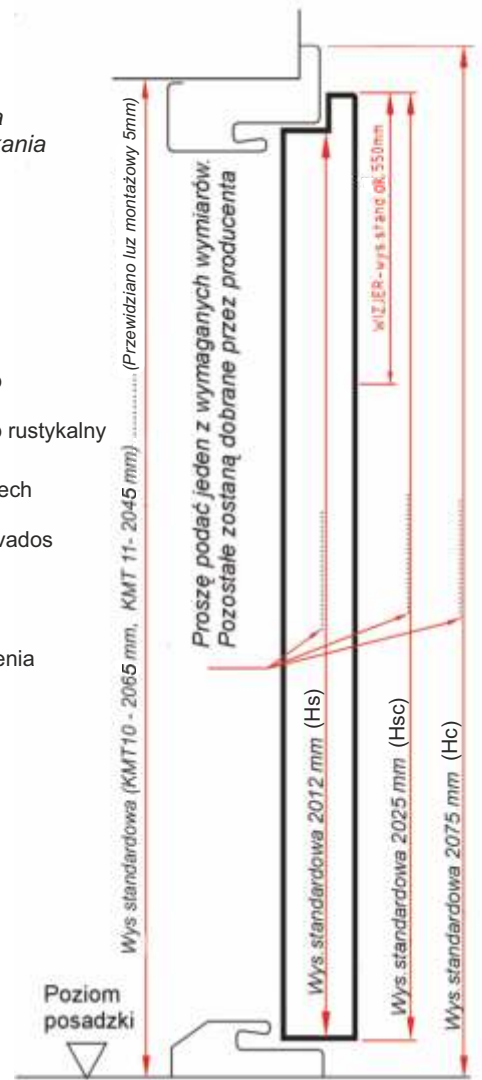 a
ania
o
o rustykalny
ech
vados
enia
Wys standardowa (KMT10 - 2065 mm, KMT 11- 2045 mm) ............ (Przewidziano luz montażowy 5mm)
Proszę podać jeden z wymaganych wymiarów.
Pozostałe zostaną dobrane przez producenta
WIZJER - wys.stand.ok.550mm
Wys.standardowa 2012 mm (Hs)
Wys.standardowa 2025 mm (Hsc)
Wys.standardowa 2075 mm (Hc)
Poziom
posadzki